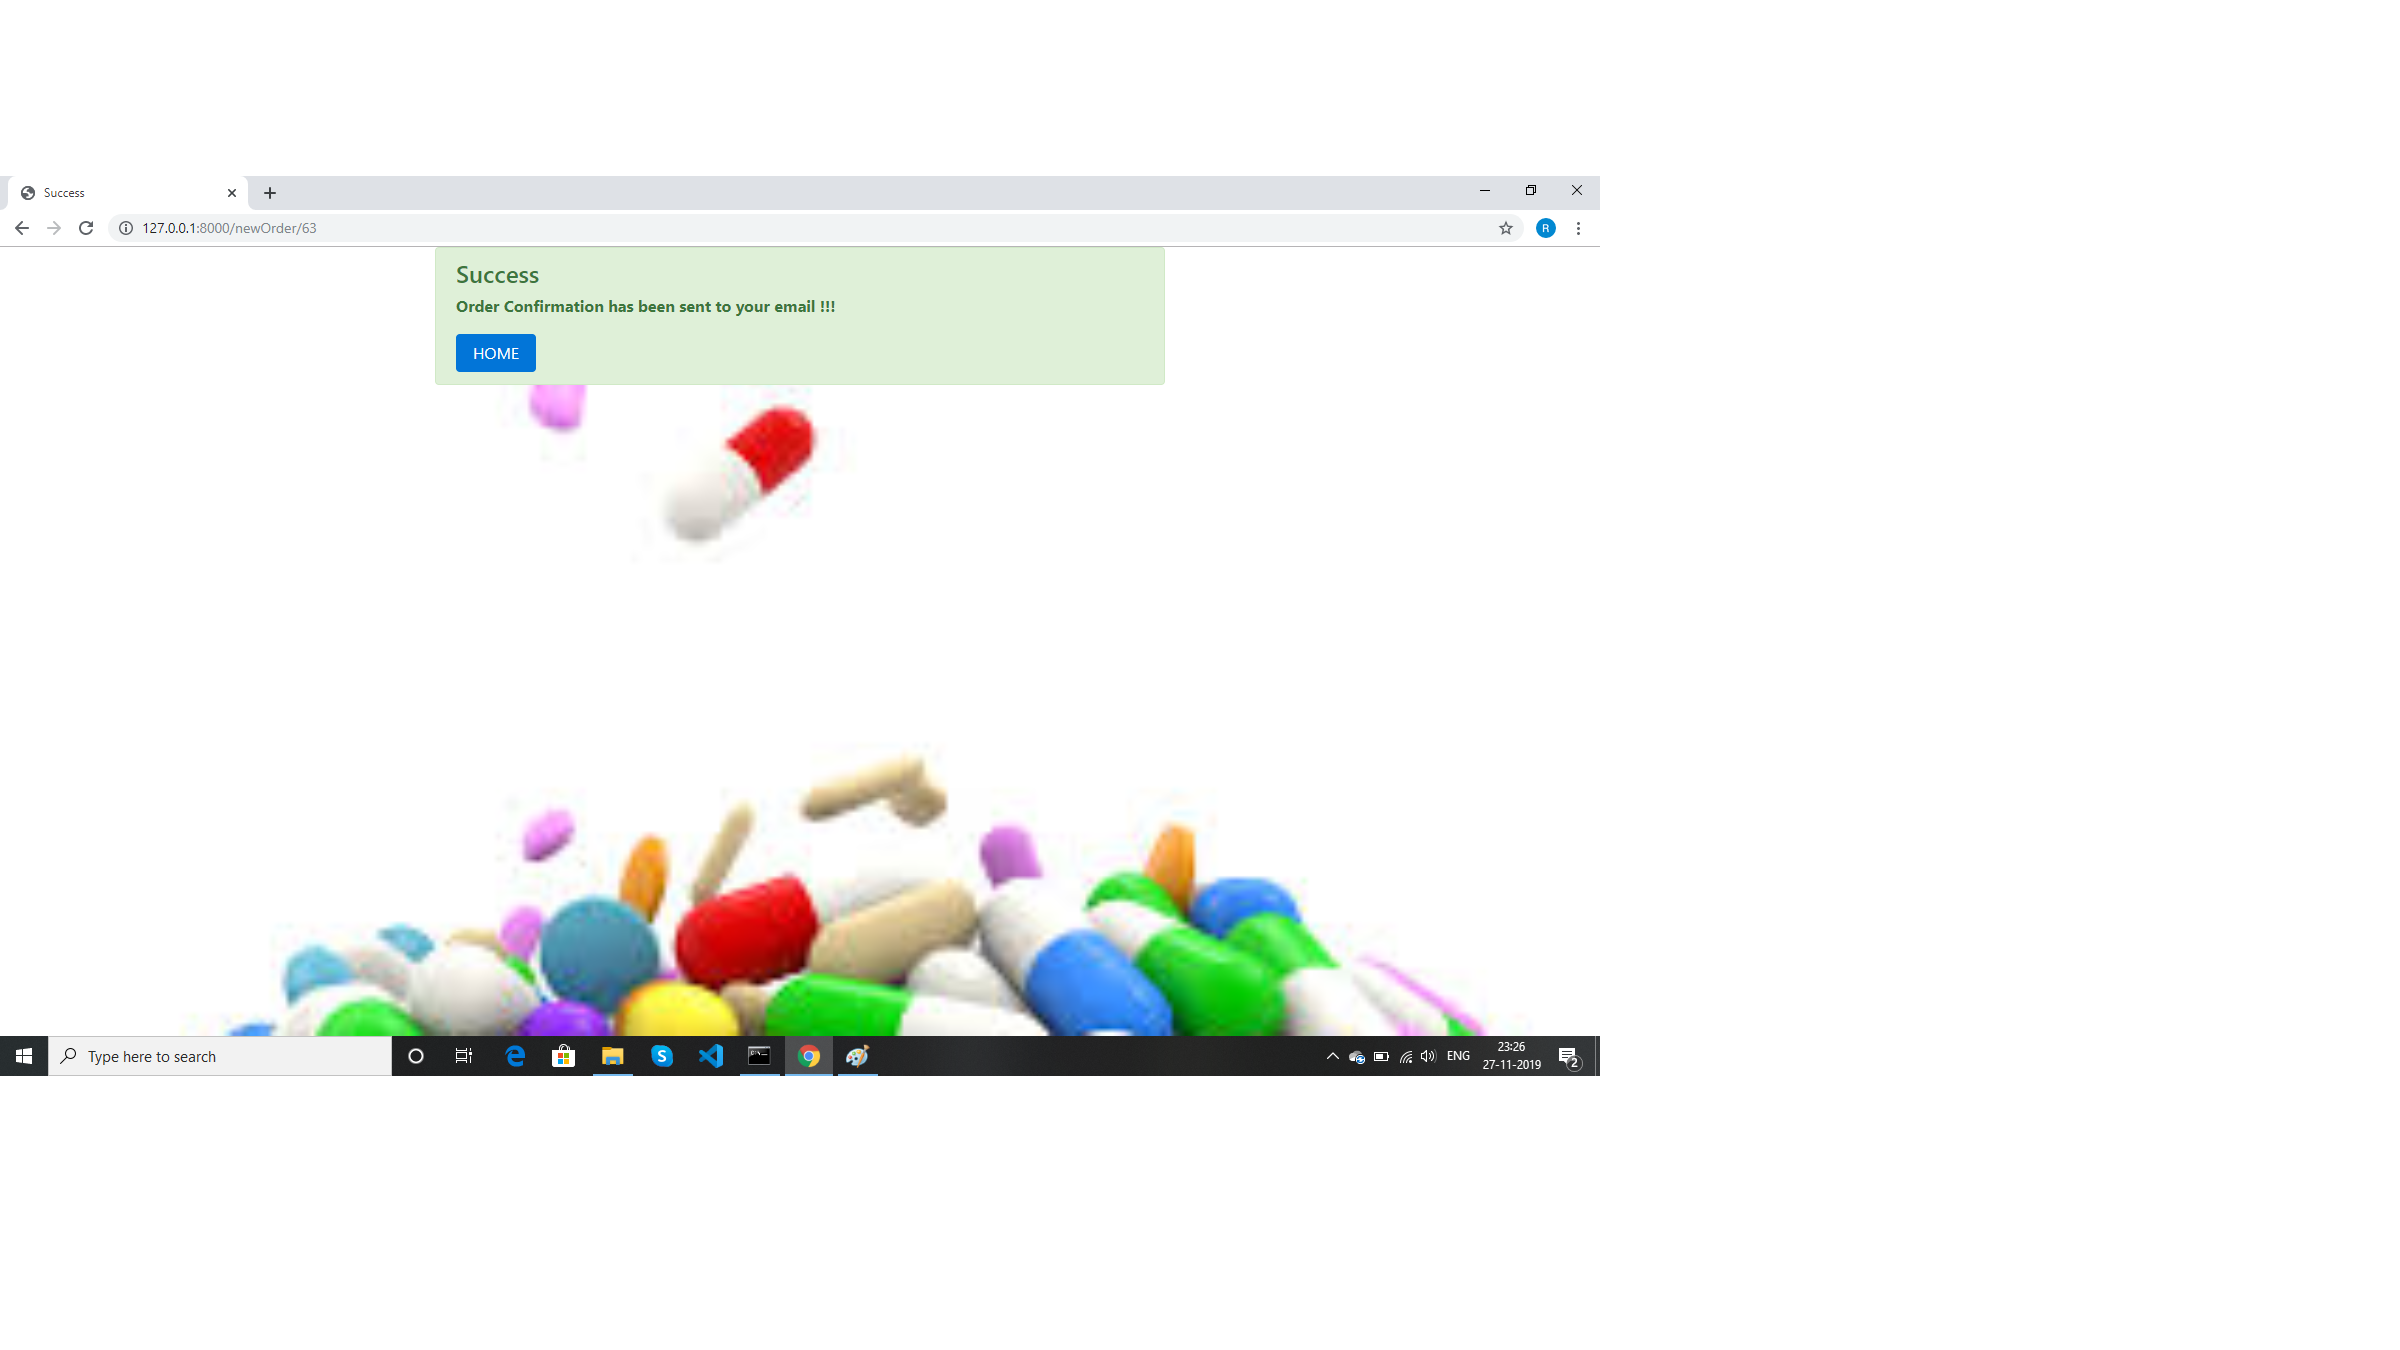 Success
127.0.0.1:8000/newOrder/63
R
Success
Order Confirmation has been sent to your email !!!
HOME
Type here to search
ENG
23:26
27-11-2019
2